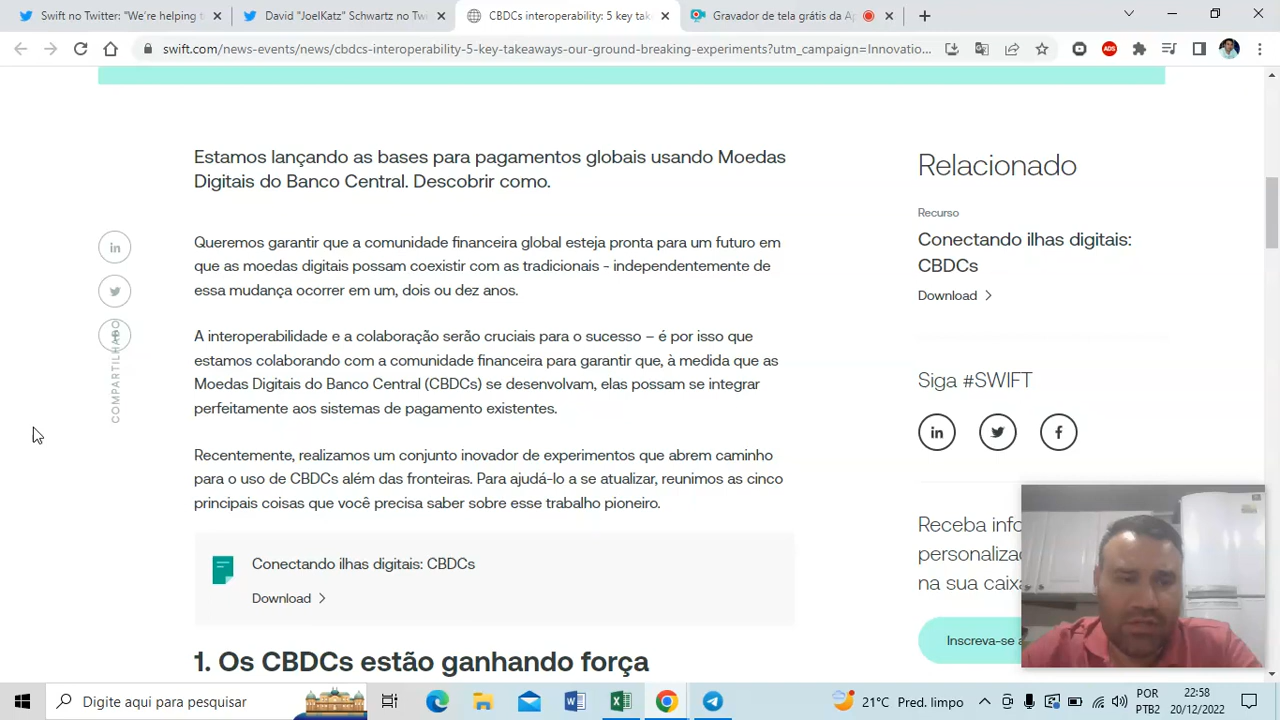 Swift no Twitter: "We're helping t
David "JoelKatz" Schwartz no Twi
CBDCs interoperability: 5 key tak
Gravador de tela grátis da Ap
swift.com/news-events/news/cbdcs-interoperability-5-key-takeaways-our-ground-breaking-experiments?utm_campaign=Innovatio...
ADS
Estamos lançando as bases para pagamentos globais usando Moedas
Digitais do Banco Central. Descobrir como.
Queremos garantir que a comunidade financeira global esteja pronta para um futuro em
que as moedas digitais possam coexistir com as tradicionais - independentemente de
essa mudança ocorrer em um, dois ou dez anos.
A interoperabilidade e a colaboração serão cruciais para o sucesso – é por isso que
estamos colaborando com a comunidade financeira para garantir que, à medida que as
Moedas Digitais do Banco Central (CBDCs) se desenvolvam, elas possam se integrar
perfeitamente aos sistemas de pagamento existentes.
Recentemente, realizamos um conjunto inovador de experimentos que abrem caminho
para o uso de CBDCs além das fronteiras. Para ajudá-lo a se atualizar, reunimos as cinco
principais coisas que você precisa saber sobre esse trabalho pioneiro.
Conectando ilhas digitais: CBDCs
Download
1. Os CBDCs estão ganhando força
COMPARTILHADO
Relacionado
Recurso
Conectando ilhas digitais:
CBDCs
Download
Siga #SWIFT
Receba info
personaliza
na sua caixa
Inscreva-se a
Digite aqui para pesquisar
21°C Pred. limpo
POR
PTB2
22:38
20/12/2022